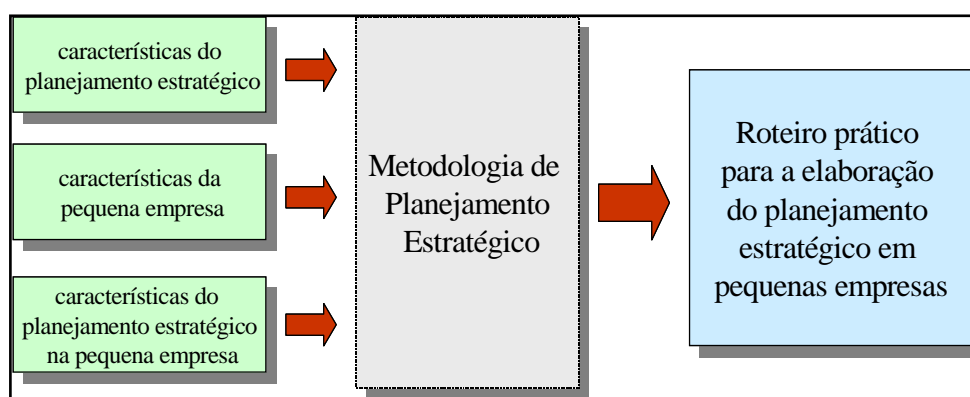 características do
planejamento estratégico
características da
pequena empresa
características do
planejamento estratégico
na pequena empresa
Metodologia de
Planejamento
Estratégico
Roteiro prático
para a elaboração
do planejamento
estratégico em
pequenas empresas